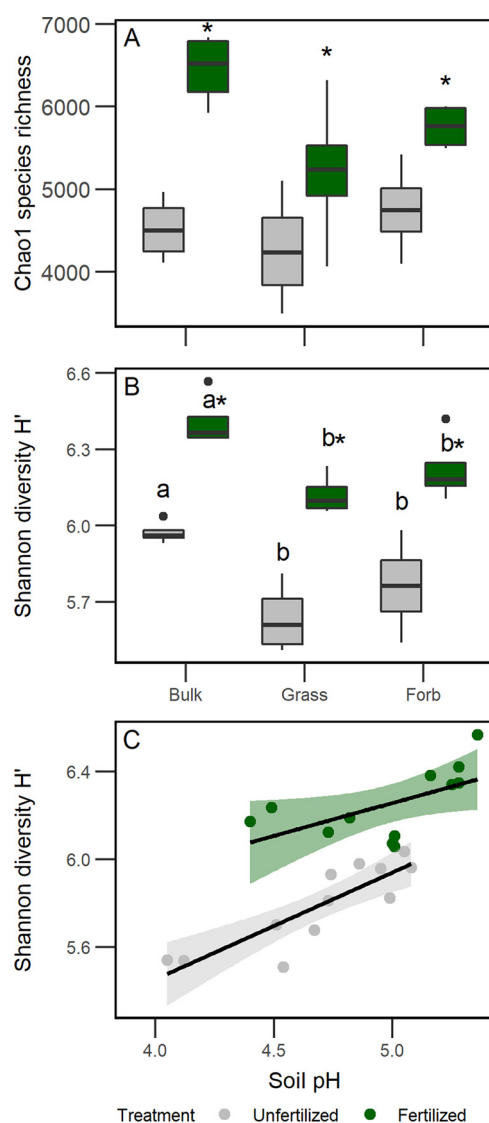 A
Chao1 species richness
7000
6000
5000
4000
*
*
*
B
Shannon diversity H'
6.6
6.3
6.0
5.7
a
a*
b
b*
b
b*
Bulk Grass Forb
C
Shannon diversity H'
6.4
6.0
5.6
4.0 4.5 5.0
Soil pH
Treatment Unfertilized Fertilized